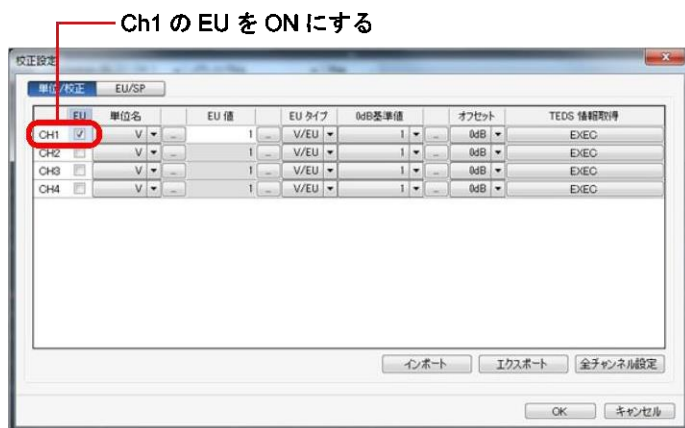 Ch1 の EU を ON にする
校正設定
単位/校正 EU/SP
EU 単位名 EU 値 EU タイプ 0dB基準値 オフセット TEDS 情報取得
CH1 V ... 1 ... V/EU 1 ... 0dB EXEC
CH2 V ... 1 ... V/EU 1 ... 0dB EXEC
CH3 V ... 1 ... V/EU 1 ... 0dB EXEC
CH4 V ... 1 ... V/EU 1 ... 0dB EXEC
インポート エクスポート 全チャンネル設定
OK キャンセル